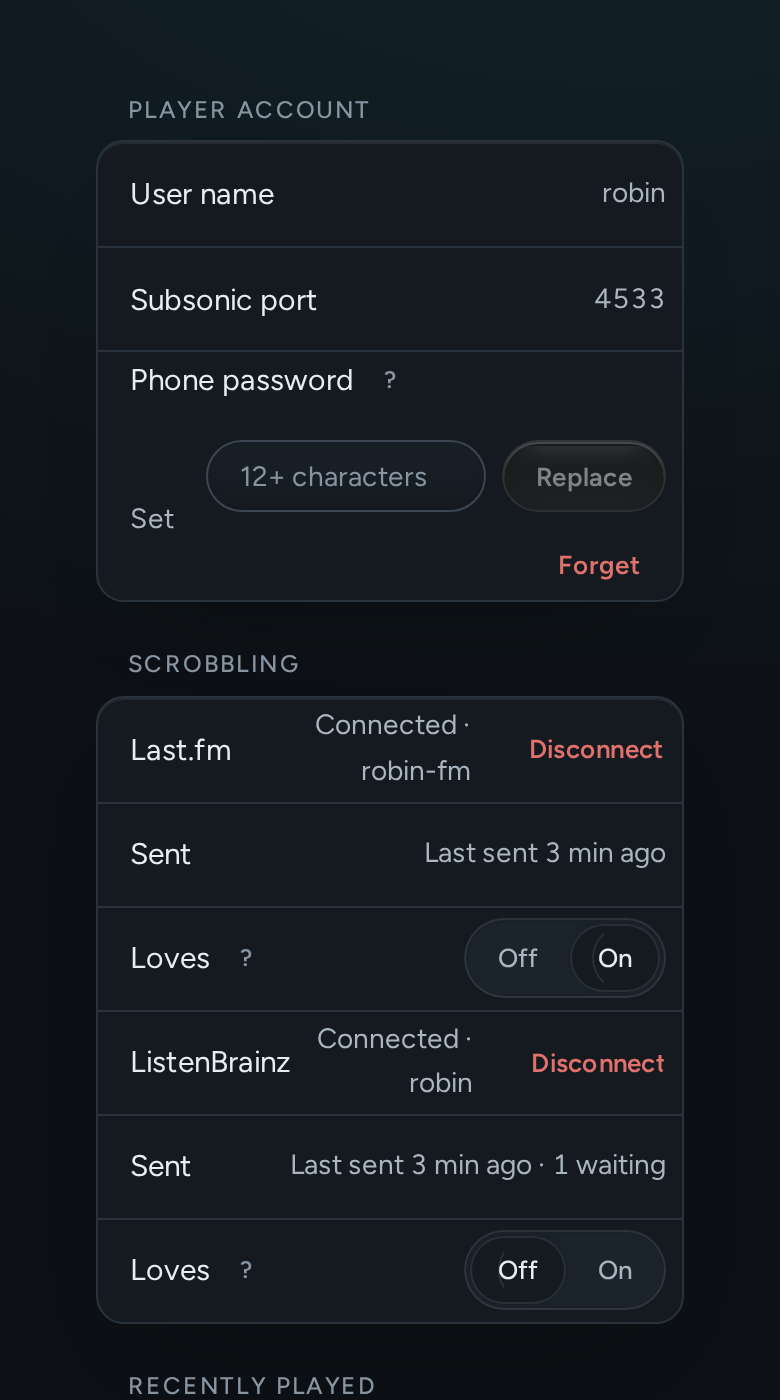 PLAYER ACCOUNT
User name robin
Subsonic port 4533
Phone password ?
12+ characters Replace
Set
Forget
SCROBBLING
Connected ·
Last.fm Disconnect
robin-fm
Sent Last sent 3 min ago
Loves ? Off On
Connected ·
ListenBrainz Disconnect
robin
Sent Last sent 3 min ago · 1 waiting
Loves ? Off On
RECENTLY PLAYED